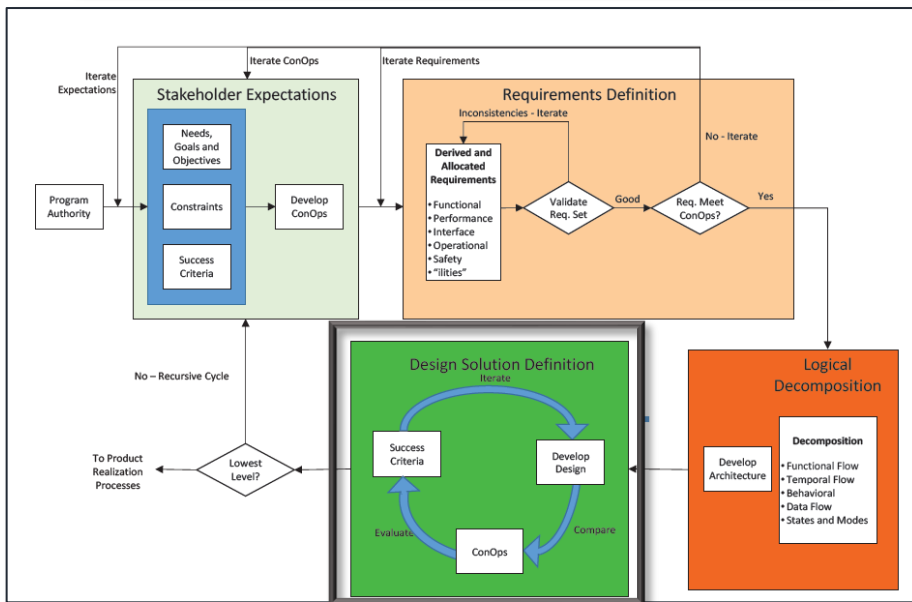 Iterate
Expectations
Iterate ConOps
Iterate Requirements
Stakeholder Expectations
Needs,
Goals and
Objectives
Program
Authority
Constraints
Develop
ConOps
Success
Criteria
Requirements Definition
Inconsistencies - Iterate
No - Iterate
Derived and
Allocated
Requirements
• Functional
• Performance
• Interface
• Operational
• Safety
• "ilities"
Validate
Req. Set
Good
Req. Meet
ConOps?
Yes
Logical
Decomposition
Develop
Architecture
Decomposition
• Functional Flow
• Temporal Flow
• Behavioral
• Data Flow
• States and Modes
Design Solution Definition
Iterate
Success
Criteria
Develop
Design
Evaluate
Compare
ConOps
No – Recursive Cycle
Lowest
Level?
To Product
Realization
Processes